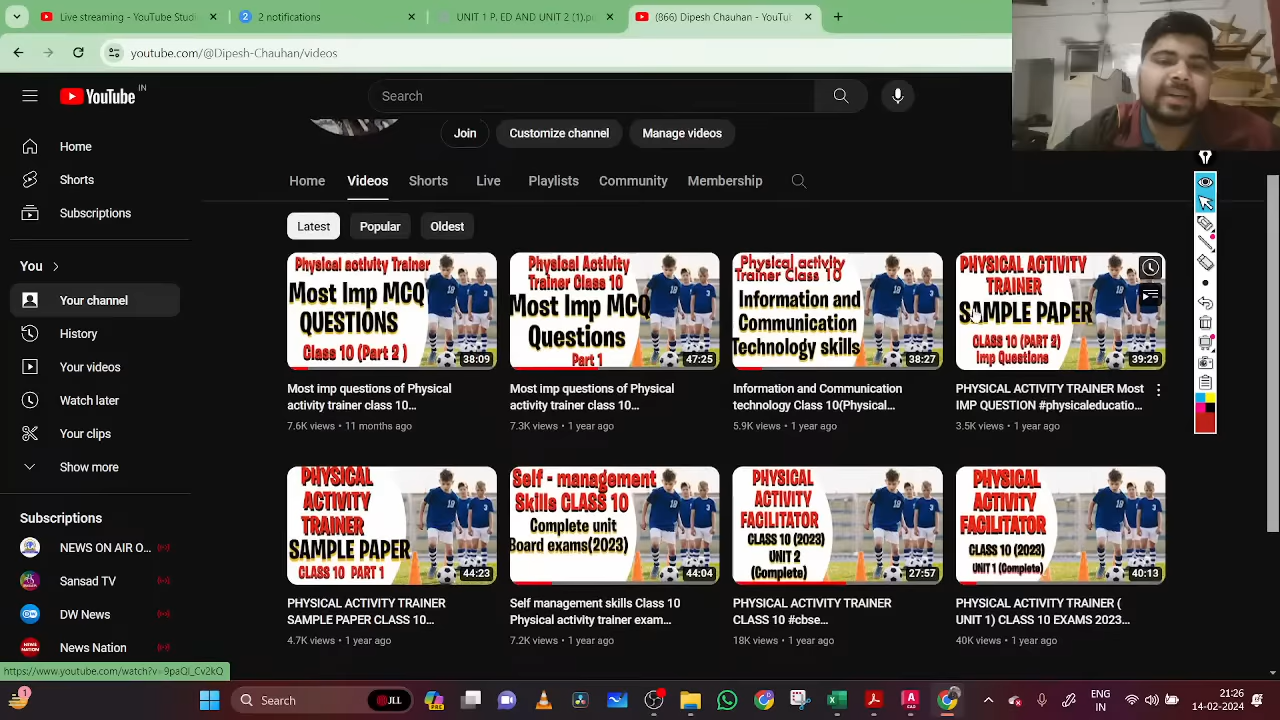 live streaming - YouTube Studi
2 notifications
UNIT 1 P. ED AND UNIT 2 (1).p
(866) Dipesh Chauhan - YouTu
youtube.com/@Dipesh-Chauhan/videos
YouTube IN
Search
Join
Customize channel
Manage videos
Home
Videos
Shorts
Live
Playlists
Community
Membership
Latest
Popular
Oldest
Home
Shorts
Subscriptions
You
Your channel
History
Your videos
Watch later
Your clips
Show more
Subscriptions
NEWS ON AIR O...
Sansad TV
DW News
News Nation
Physical activity Trainer
Most Imp MCQ
QUESTIONS
Class 10 (Part 2 )
38:09
Most imp questions of Physical
activity trainer class 10...
7.6K views • 11 months ago
Physical Activity
Trainer Class 10
Most Imp MCQ
Questions
Part 1
47:25
Most imp questions of Physical
activity trainer class 10...
7.3K views • 1 year ago
Physical activity
Trainer Class 10
Information and
Communication
Technology skills
38:27
Information and Communication
technology Class 10(Physical...
5.9K views • 1 year ago
PHYSICAL ACTIVITY
TRAINER
SAMPLE PAPER
CLASS 10 (PART 2)
Imp Questions
39:29
PHYSICAL ACTIVITY TRAINER Most
IMP QUESTION #physicaleducatio...
3.5K views • 1 year ago
PHYSICAL
ACTIVITY
TRAINER
SAMPLE PAPER
CLASS 10 PART 1
44:23
PHYSICAL ACTIVITY TRAINER
SAMPLE PAPER CLASS 10...
4.7K views • 1 year ago
Self - management
Skills CLASS 10
Complete unit
Board exams(2023)
44:04
Self management skills Class 10
Physical activity trainer exam...
7.2K views • 1 year ago
PHYSICAL
ACTIVITY
FACILITATOR
CLASS 10 (2023)
UNIT 2
(Complete)
27:57
PHYSICAL ACTIVITY TRAINER
CLASS 10 #cbse...
18K views • 1 year ago
PHYSICAL
ACTIVITY
FACILITATOR
CLASS 10 (2023)
UNIT 1 (Complete)
40:13
PHYSICAL ACTIVITY TRAINER (
UNIT 1) CLASS 10 EXAMS 2023...
40K views • 1 year ago
https://www.youtube.com/watch?v=9paQl_Cv2kQ
1
Search
JLL
PRE
ENG
IN
21:26
14-02-2024